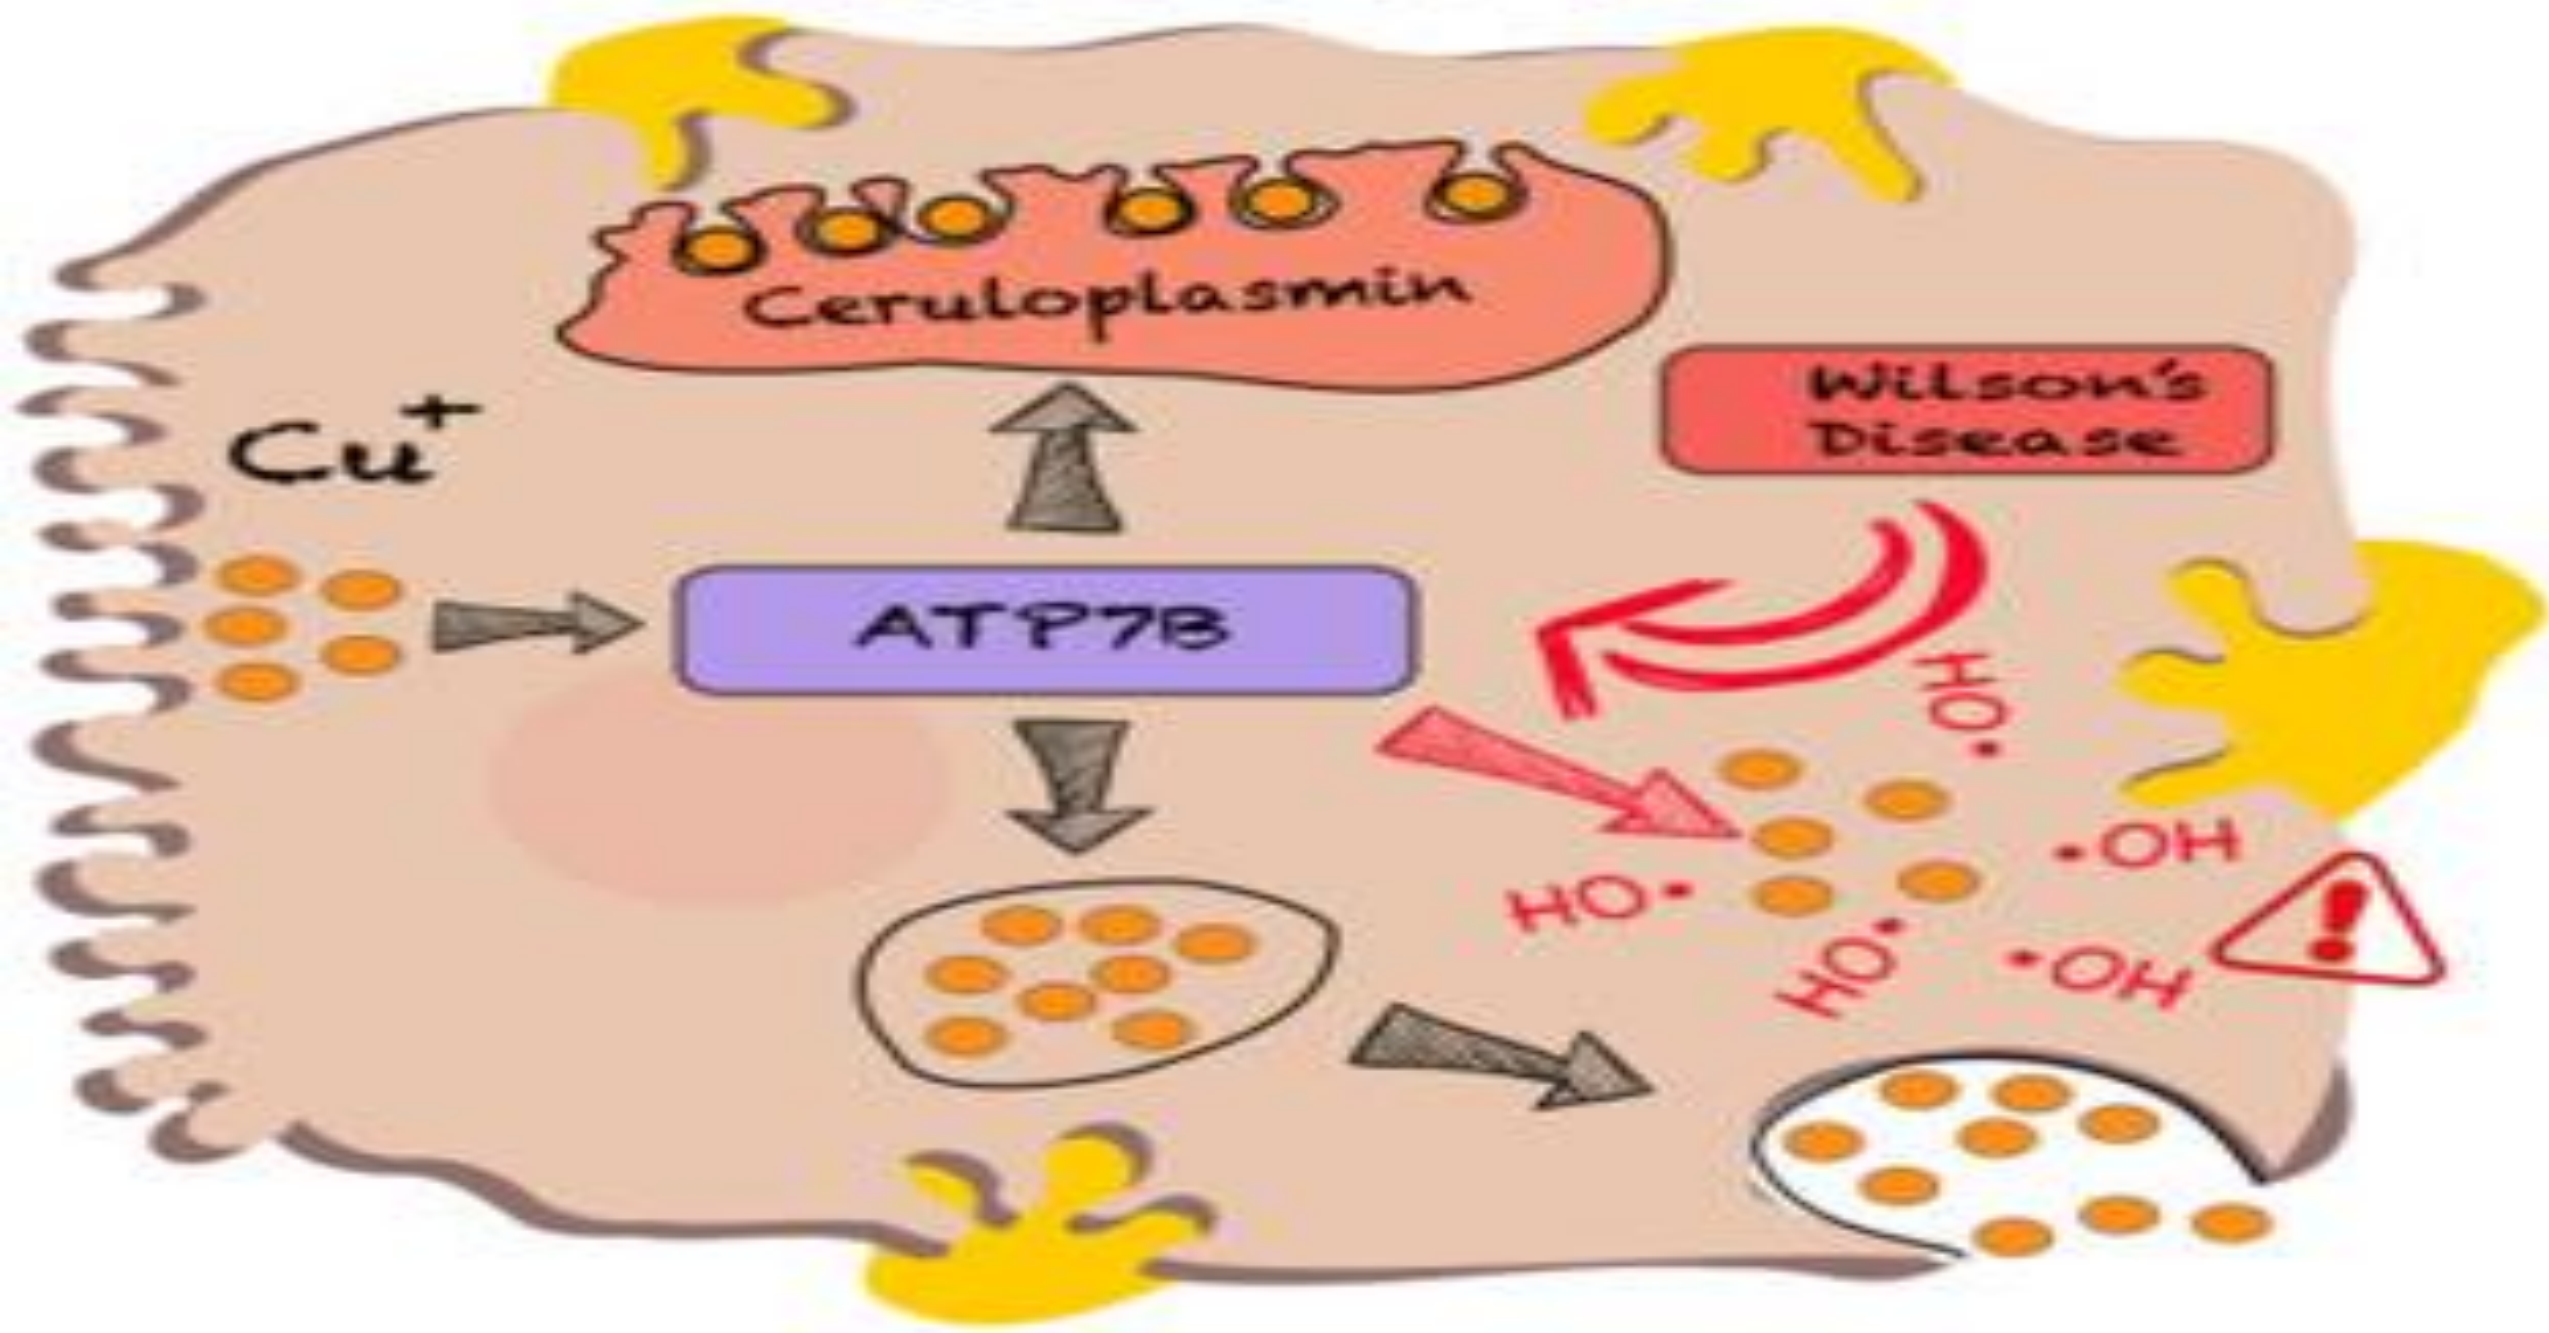 Ceruloplasmin
Cu+
Wilson's
Disease
ATP7B
HO•
•OH
HO•
HO•
•OH
!